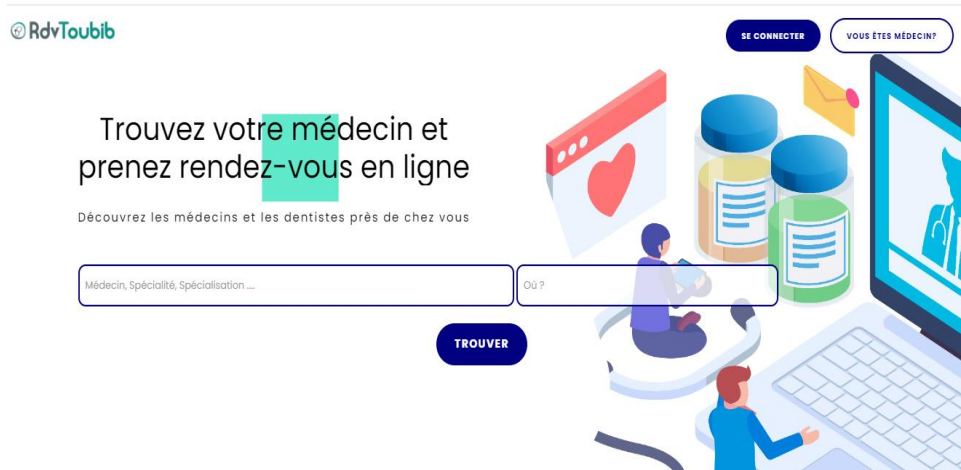 RdvToubib
SE CONNECTER
VOUS ÊTES MÉDECIN?
Trouvez votre médecin et
prenez rendez-vous en ligne
Découvrez les médecins et les dentistes près de chez vous
Médecin, Spécialité, Spécialisation ....
Où ?
TROUVER